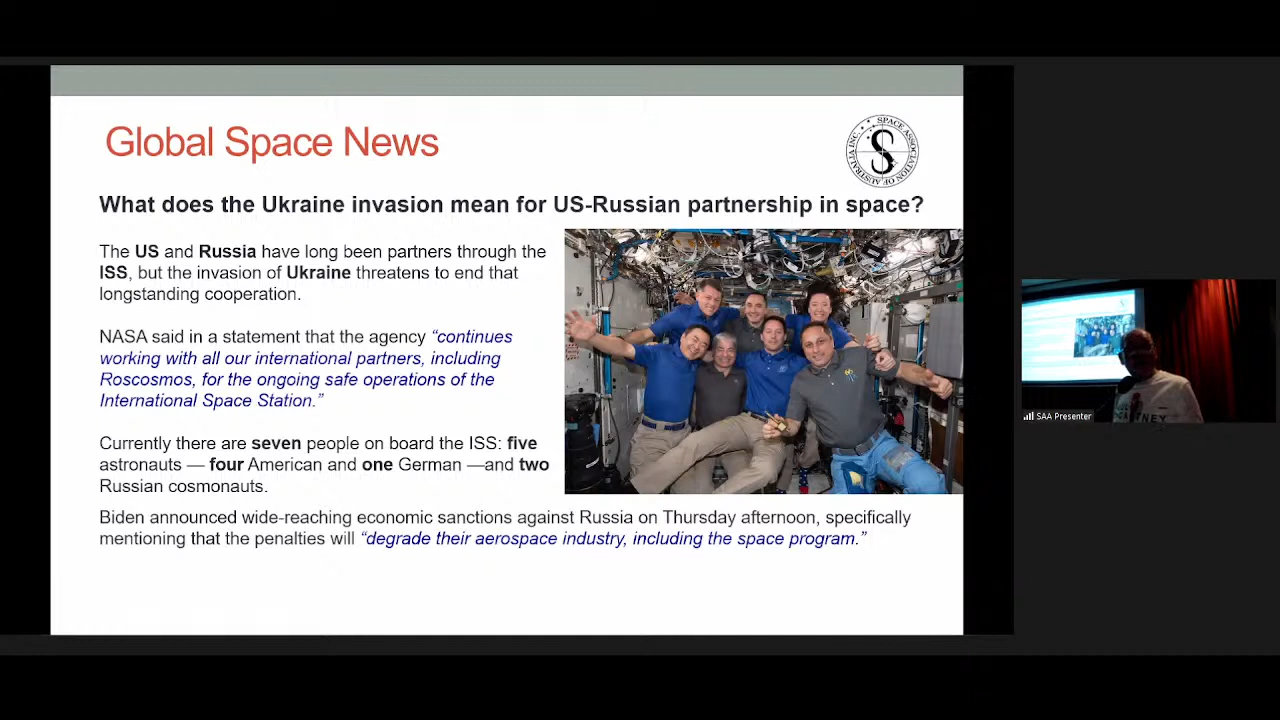 Global Space News
SPACE ASSOCIATION OF AUSTRALIA INC.
S
What does the Ukraine invasion mean for US-Russian partnership in space?
The US and Russia have long been partners through the
ISS, but the invasion of Ukraine threatens to end that
longstanding cooperation.
NASA said in a statement that the agency “continues
working with all our international partners, including
Roscosmos, for the ongoing safe operations of the
International Space Station.”
Currently there are seven people on board the ISS: five
astronauts — four American and one German —and two
Russian cosmonauts.
Biden announced wide-reaching economic sanctions against Russia on Thursday afternoon, specifically
mentioning that the penalties will “degrade their aerospace industry, including the space program.”
SAA Presenter